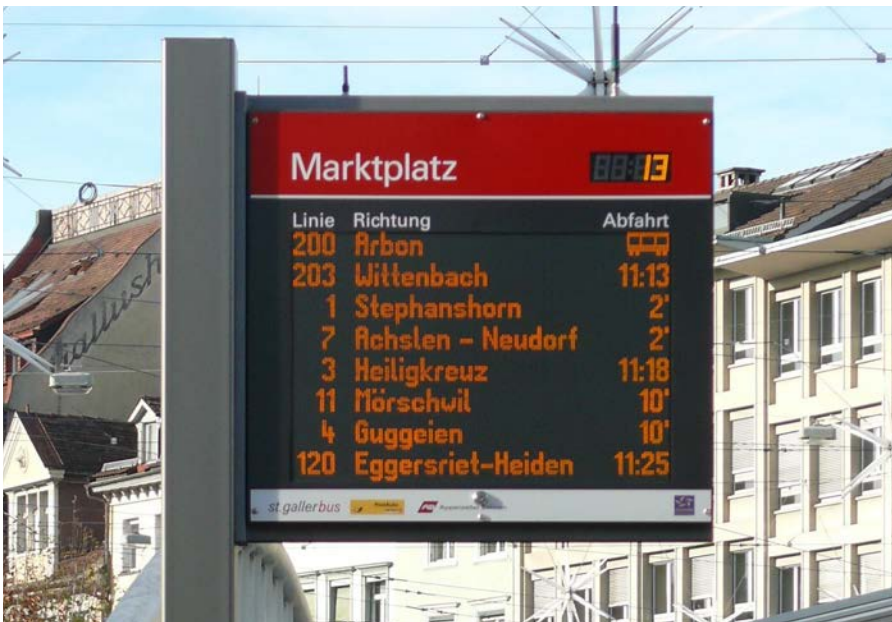 Marktplatz 13
Linie Richtung Abfahrt
200 Arbon
203 Wittenbach 11:13
1 Stephanshorn 2'
7 Achslen - Neudorf 2'
3 Heiligkreuz 11:18
11 Mörschwil 10'
4 Guggeien 10'
120 Eggersriet-Heiden 11:25
st.gallerbus